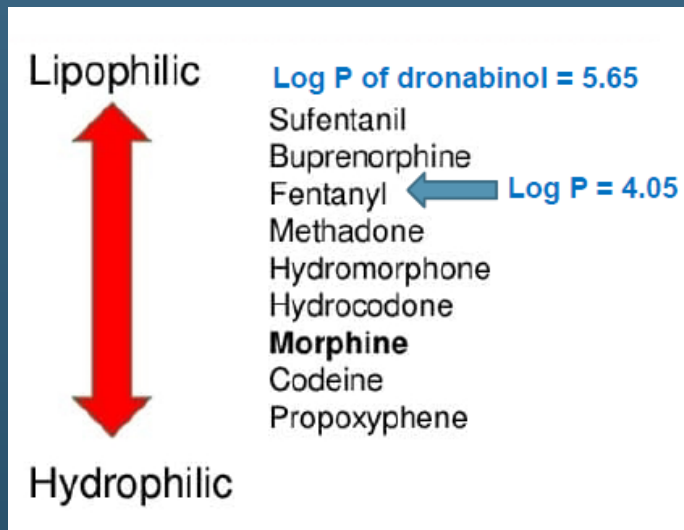 Lipophilic
Log P of dronabinol = 5.65
Sufentanil
Buprenorphine
Fentanyl
Log P = 4.05
Methadone
Hydromorphone
Hydrocodone
Morphine
Codeine
Propoxyphene
Hydrophilic